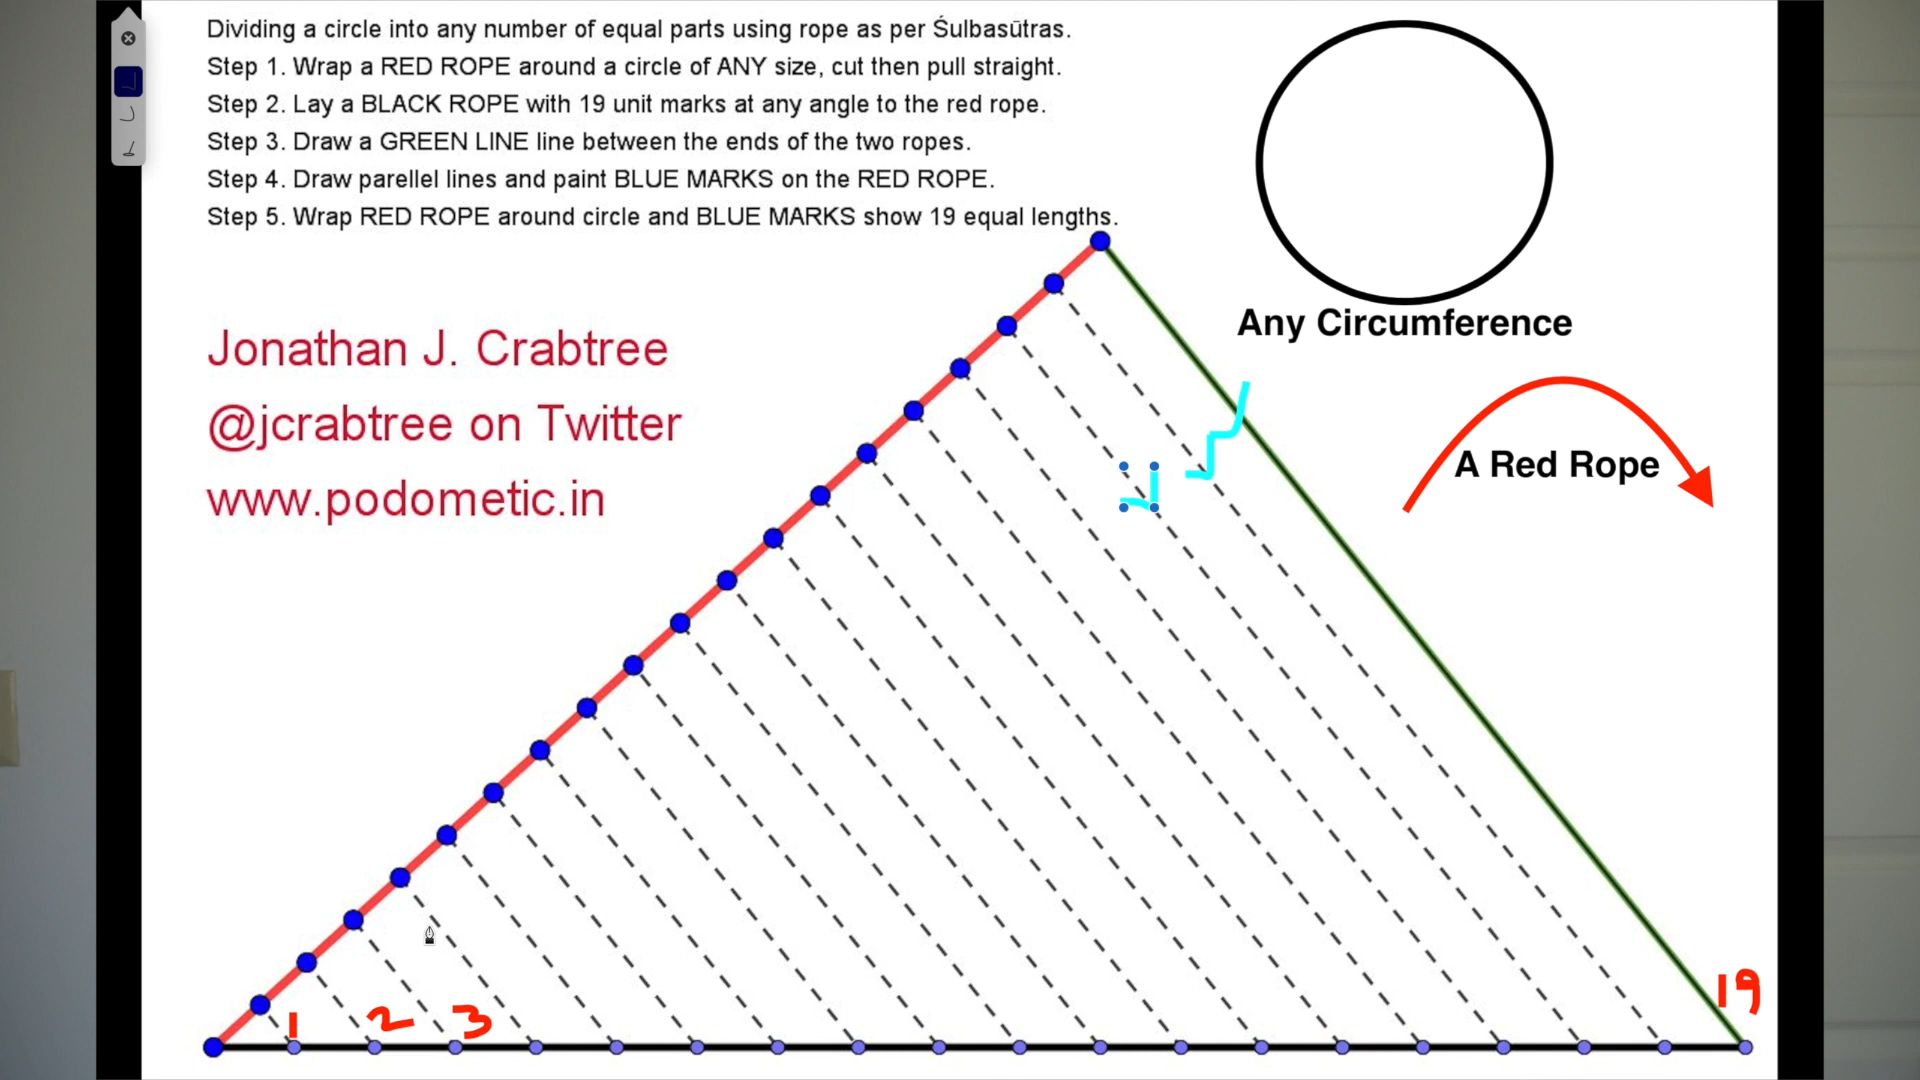 Dividing a circle into any number of equal parts using rope as per Śulbasūtras.
Step 1. Wrap a RED ROPE around a circle of ANY size, cut then pull straight.
Step 2. Lay a BLACK ROPE with 19 unit marks at any angle to the red rope.
Step 3. Draw a GREEN LINE line between the ends of the two ropes.
Step 4. Draw parellel lines and paint BLUE MARKS on the RED ROPE.
Step 5. Wrap RED ROPE around circle and BLUE MARKS show 19 equal lengths.
Any Circumference
Jonathan J. Crabtree
@jcrabtree on Twitter
www.podometic.in
A Red Rope
1 2 3
19